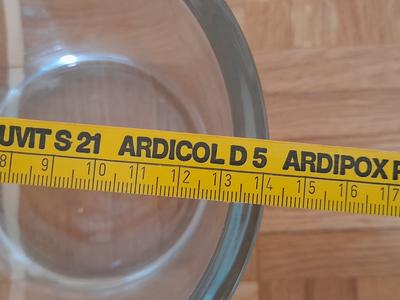 UVIT S 21 ARDICOL D 5 ARDIPOX
8 9 10 11 12 13 14 15 16 17